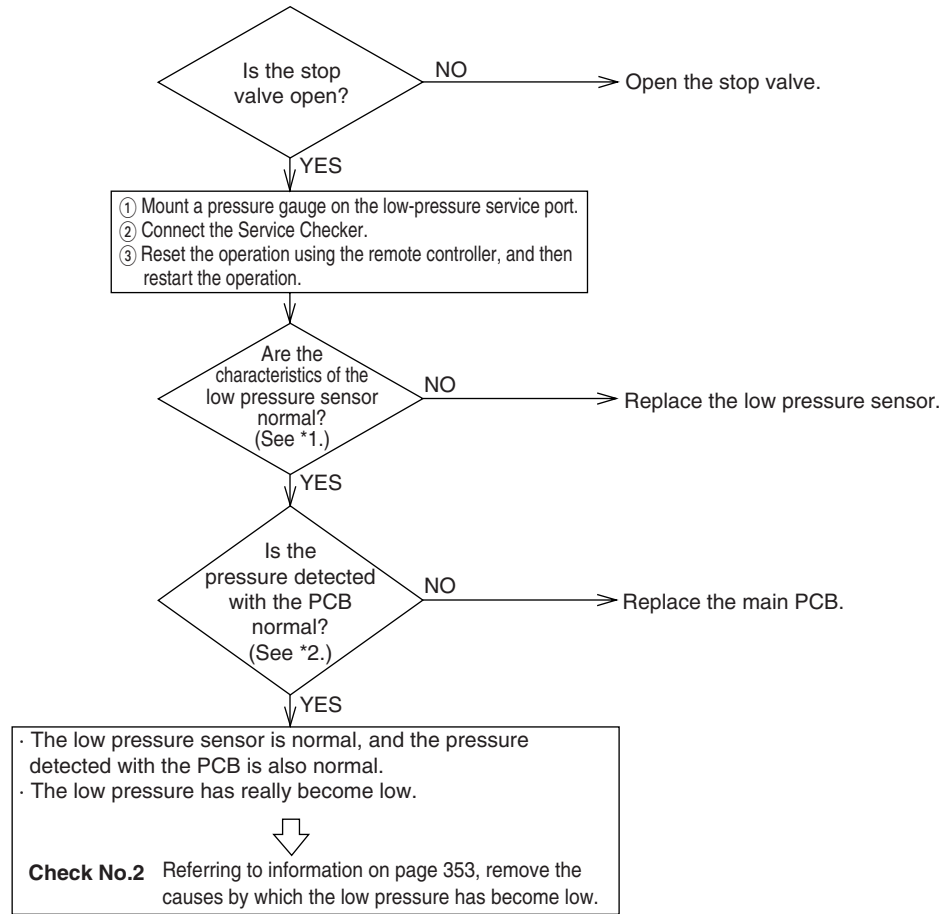 Is the stop
valve open?
NO
Open the stop valve.
YES
① Mount a pressure gauge on the low-pressure service port.
② Connect the Service Checker.
③ Reset the operation using the remote controller, and then
restart the operation.
Are the
characteristics of the
low pressure sensor
normal?
(See *1.)
NO
Replace the low pressure sensor.
YES
Is the
pressure detected
with the PCB
normal?
(See *2.)
NO
Replace the main PCB.
YES
· The low pressure sensor is normal, and the pressure
detected with the PCB is also normal.
· The low pressure has really become low.
Check No.2 Referring to information on page 353, remove the
causes by which the low pressure has become low.